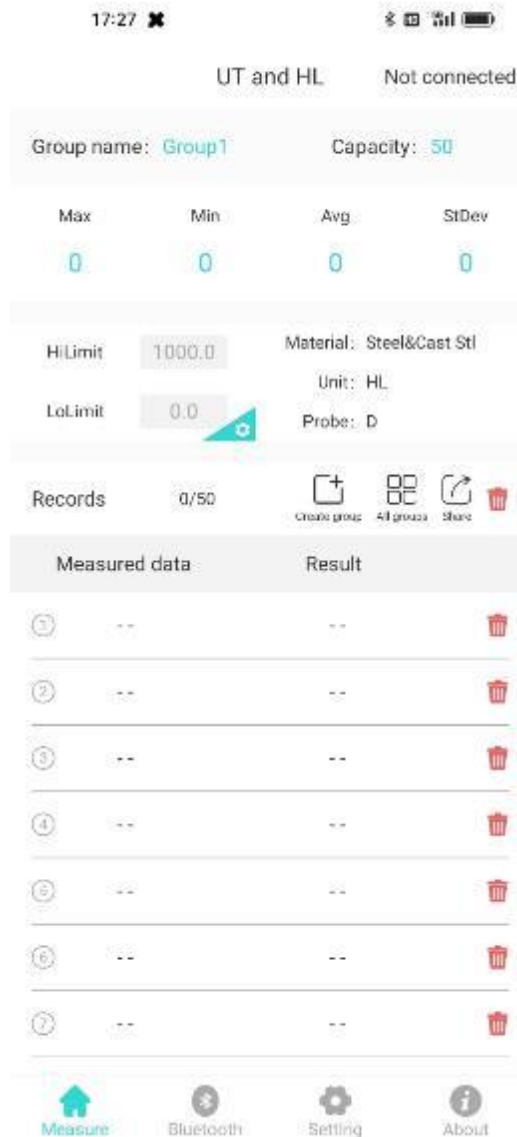 17:27
UT and HL Not connected
Group name: Group1 Capacity: 50
Max Min Avg StDev
0 0 0 0
HiLimit 1000.0
Material: Steel&Cast Stl
Unit: HL
LoLimit 0.0
Probe: D
Records 0/50
Create group All groups Share
Measured data Result
1 -- --
2 -- --
3 -- --
4 -- --
5 -- --
6 -- --
7 -- --
Measure Bluetooth Setting About